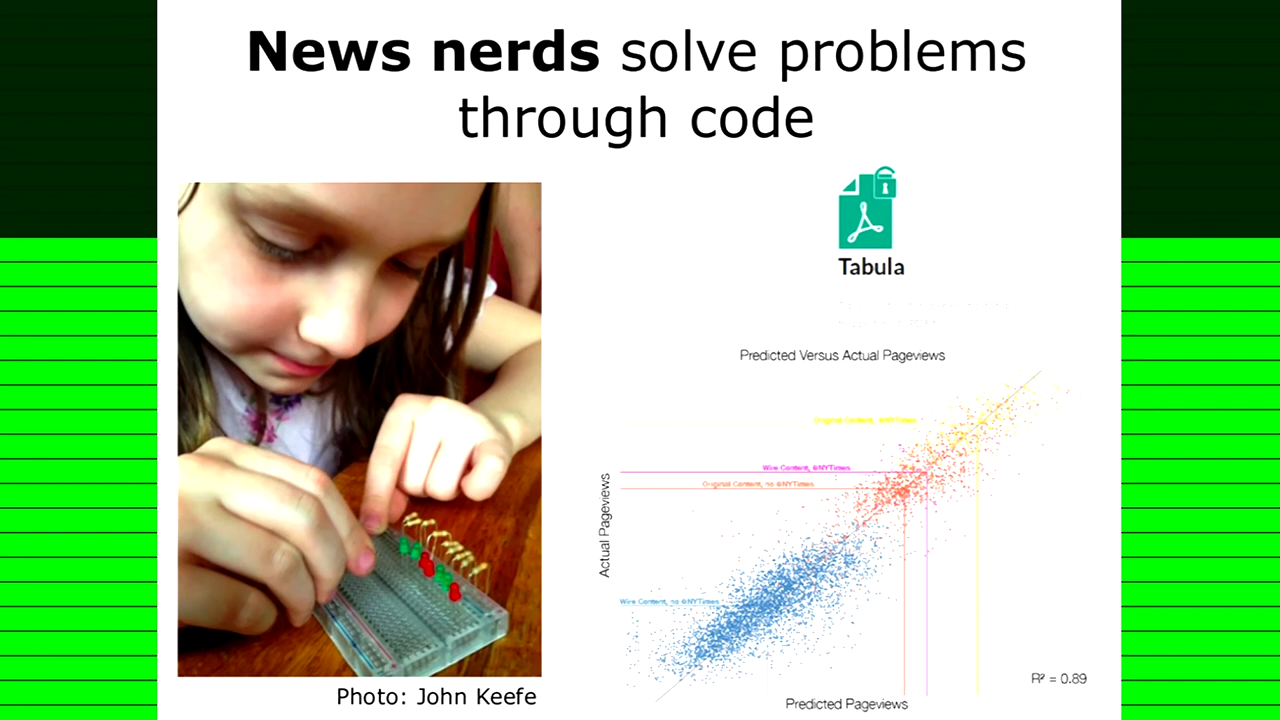 News nerds solve problems
through code
Tabula
Predicted Versus Actual Pageviews
Original Content, @NYTimes
Wire Content, @NYTimes
Original Content, no @NYTimes
Actual Pageviews
Wire Content, no @NYTimes
R² = 0.89
Photo: John Keefe
Predicted Pageviews